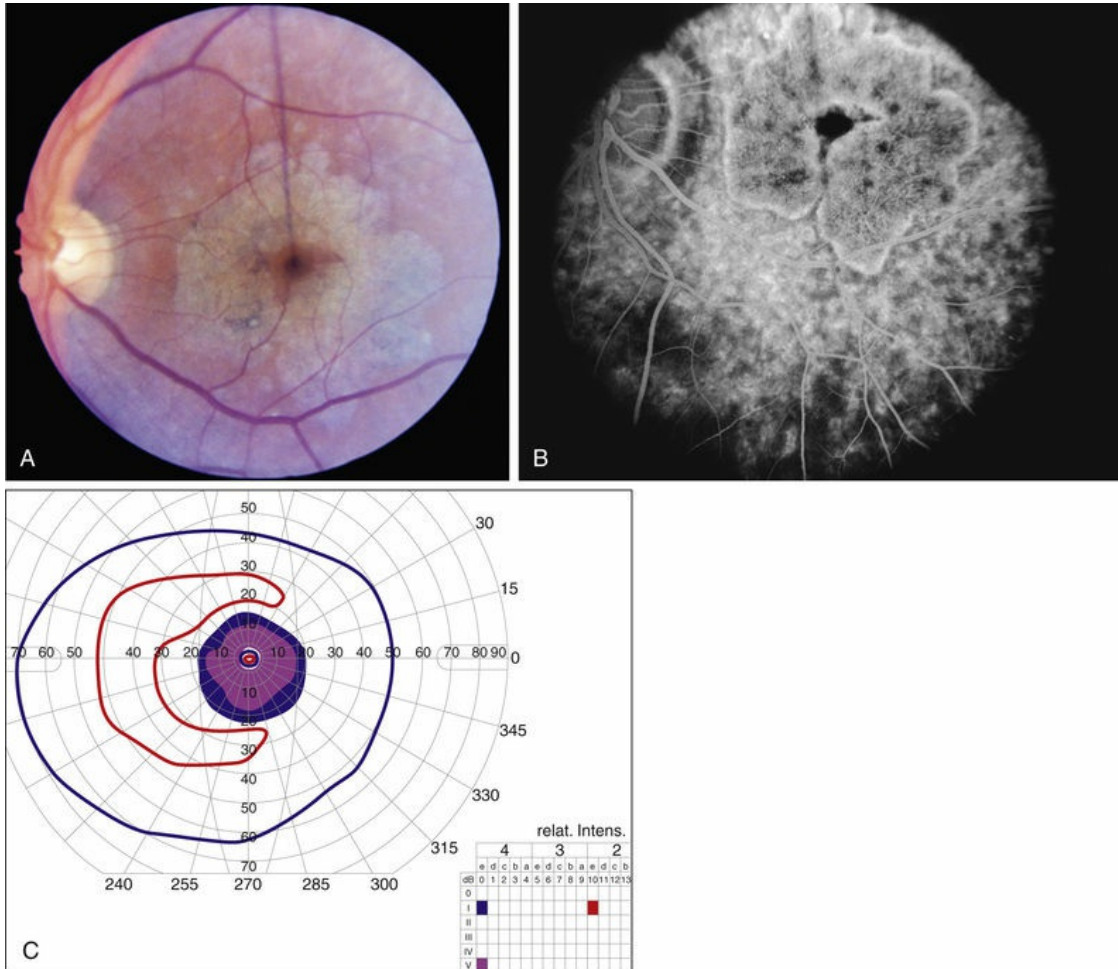 A
B
50
40
30
30
20
15
10
70 60 50 40 30 20 10 10 20 30 40 50 60 70 80 90 0
10
20
345
30
40
330
50
60
315
70
240 255 270 285 300
relat. Intens.
4 3 2
e d c b a e d c b a e d c b
dB 0 1 2 3 4 5 6 7 8 9 10 11 12 13
0
I
II
III
IV
V
C